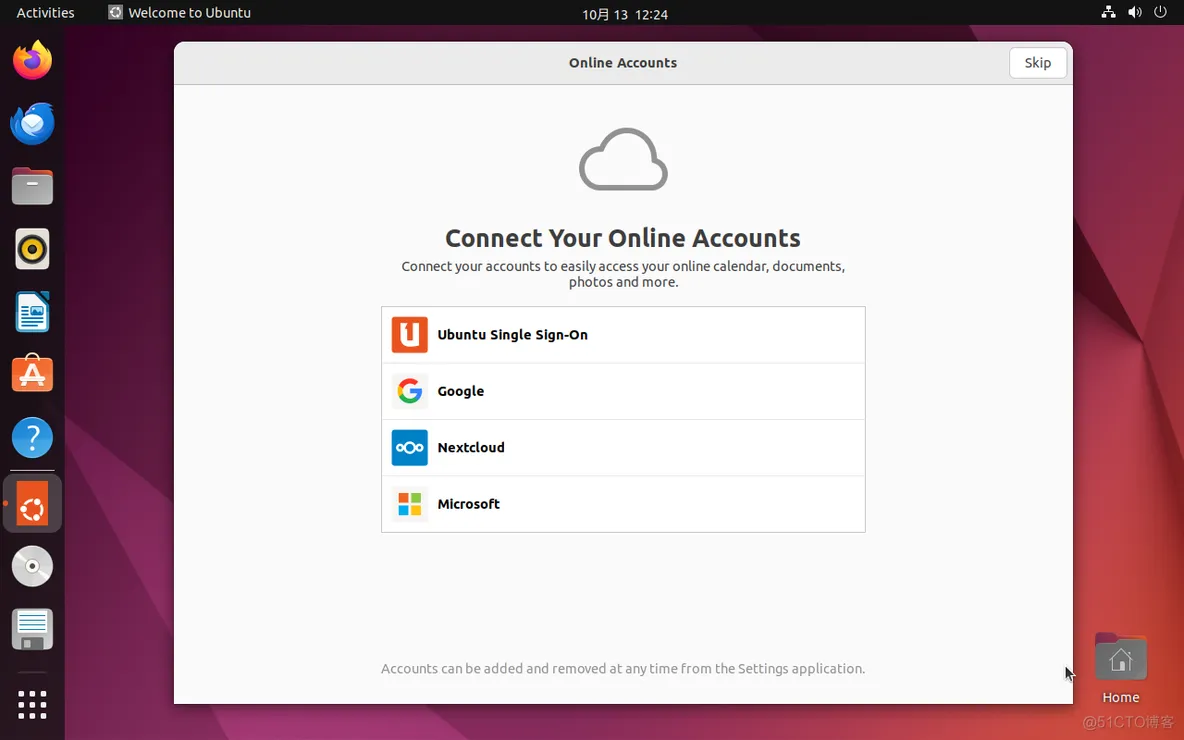 Activities
Welcome to Ubuntu
10月 13 12:24
Online Accounts
Skip
Connect Your Online Accounts
Connect your accounts to easily access your online calendar, documents,
photos and more.
Ubuntu Single Sign-On
Google
Nextcloud
Microsoft
Accounts can be added and removed at any time from the Settings application.
Home
@51CTO博客